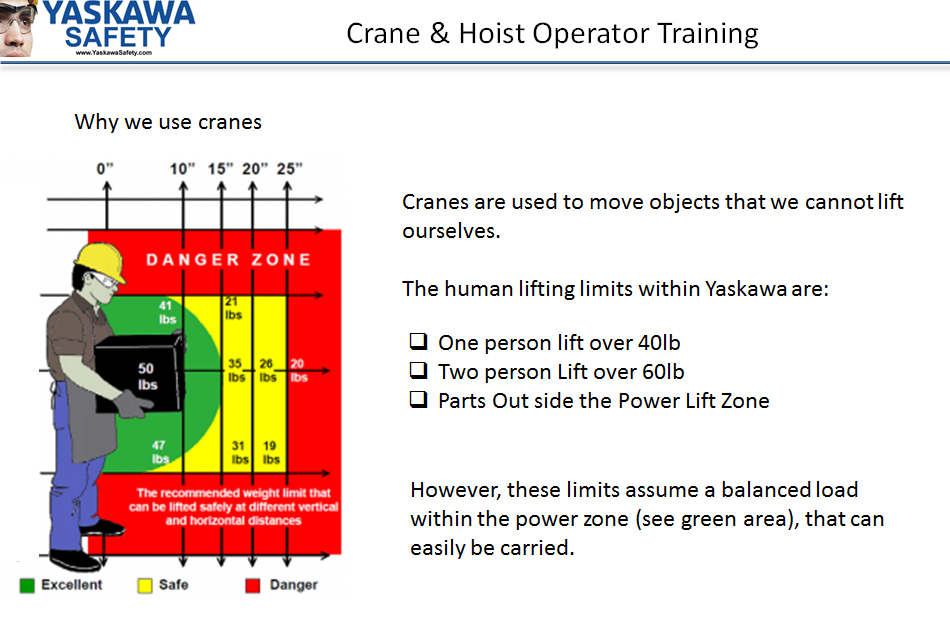 YASKAWA
SAFETY
www.YaskawaSafety.com
Crane & Hoist Operator Training
Why we use cranes
0” 10” 15” 20” 25”
DANGER ZONE
41
lbs
21
lbs
50
lbs
35
lbs
26
lbs
20
lbs
47
lbs
31
lbs
19
lbs
The recommended weight limit that
can be lifted safely at different vertical
and horizontal distances
Excellent Safe Danger
Cranes are used to move objects that we cannot lift
ourselves.
The human lifting limits within Yaskawa are:
❑ One person lift over 40lb
❑ Two person Lift over 60lb
❑ Parts Out side the Power Lift Zone
However, these limits assume a balanced load
within the power zone (see green area), that can
easily be carried.